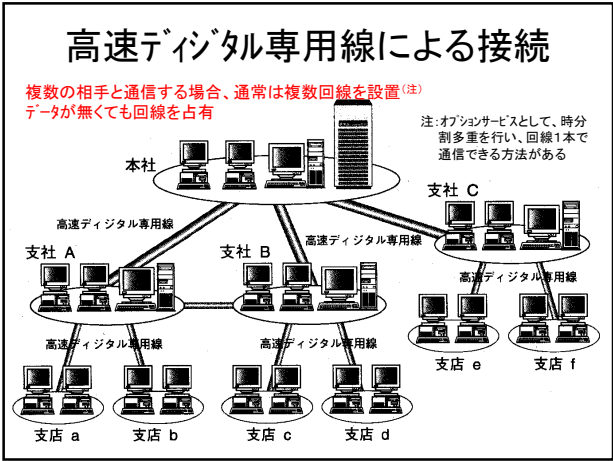 高速ディジタル専用線による接続
複数の相手と通信する場合、通常は複数回線を設置(注)
データが無くても回線を占有
注:オプションサービスとして、時分
割多重を行い、回線1本で
通信できる方法がある
本社
支社 C
高速ディジタル専用線
高速ディジタル専用線
支社 A
支社 B
高速ディジタル専用線
高速ディジタル専用線
高速ディジタル専用線
支店 e
支店 f
支店 a
支店 b
支店 c
支店 d